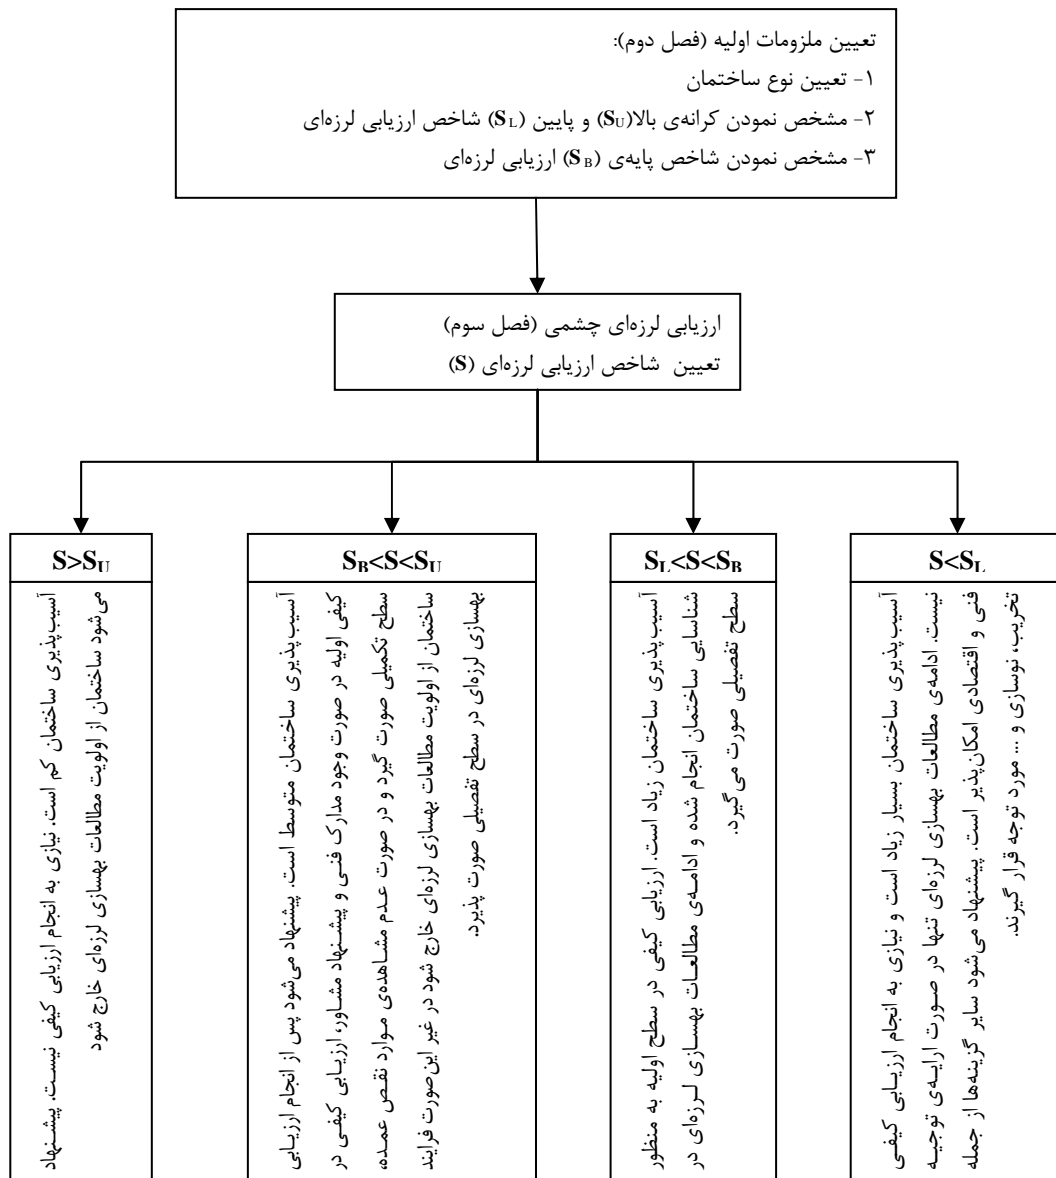 تعیین ملزومات اولیه (فصل دوم):
۱- تعیین نوع ساختمان
۲- مشخص نمودن کرانه‌ی بالا(SU) و پایین (SL) شاخص ارزیابی لرزه‌ای
۳- مشخص نمودن شاخص پایه‌ی (SB) ارزیابی لرزه‌ای
ارزیابی لرزه‌ای چشمی (فصل سوم)
تعیین شاخص ارزیابی لرزه‌ای (S)
S<SL
آسیب‌پذیری ساختمان بسیار زیاد است و نیازی به انجام ارزیابی کیفی
نیست. ادامه‌ی مطالعات بهسازی لرزه‌ای تنها در صورت ارایه‌ی توجیه
فنی و اقتصادی امکان‌پذیر است. پیشنهاد می‌شود سایر گزینه‌ها از جمله
تخریب، نوسازی و ... مورد توجه قرار گیرند.
SL<S<SB
آسیب‌پذیری ساختمان زیاد است. ارزیابی کیفی در سطح اولیه به منظور
شناسایی ساختمان انجام شده و ادامه‌ی مطالعات بهسازی لرزه‌ای در
سطح تفصیلی صورت می‌گیرد.
SB<S<SU
آسیب‌پذیری ساختمان متوسط است. پیشنهاد می‌شود پس از انجام ارزیابی
کیفی اولیه در صورت وجود مدارک فنی و پیشنهاد مشاور، ارزیابی کیفی در
سطح تکمیلی صورت گیرد و در صورت عدم مشاهده‌ی موارد نقص عمده،
ساختمان از اولویت مطالعات بهسازی لرزه‌ای خارج شود در غیر این‌صورت فرایند
بهسازی لرزه‌ای در سطح تفصیلی صورت پذیرد.
S>SU
آسیب‌پذیری ساختمان کم است. نیازی به انجام ارزیابی کیفی نیست. پیشنهاد
می‌شود ساختمان از اولویت مطالعات بهسازی لرزه‌ای خارج شود